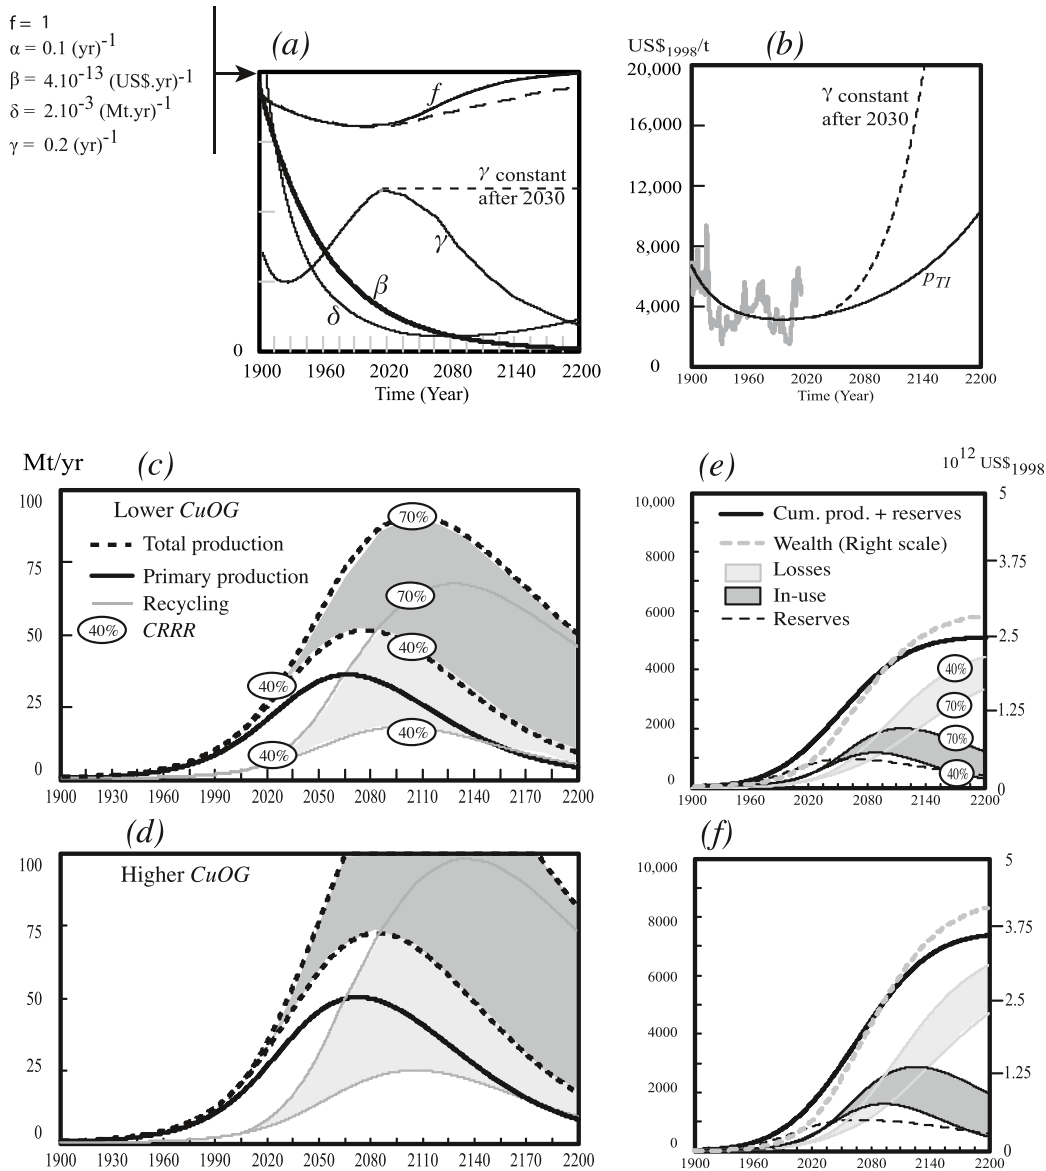 f = 1
α = 0.1 (yr)-1
β = 4.10-13 (US$.yr)-1
δ = 2.10-3 (Mt.yr)-1
γ = 0.2 (yr)-1
(a)
f
γ constant
after 2030
γ
β
δ
0
1900 1960 2020 2080 2140 2200
Time (Year)
US$1998/t
(b)
20,000
16,000
12,000
8,000
4,000
0
γ constant
after 2030
pTI
1900 1960 2020 2080 2140 2200
Time (Year)
Mt/yr
(c)
100
75
50
25
0
Lower CuOG
Total production
Primary production
Recycling
40% CRRR
70%
70%
40%
40%
40%
40%
1900 1930 1960 1990 2020 2050 2080 2110 2140 2170 2200
(e)
10^12 US$1998
10,000
8000
6000
4000
2000
0
5
3.75
2.5
1.25
0
Cum. prod. + reserves
Wealth (Right scale)
Losses
In-use
Reserves
40%
70%
70%
40%
1900 1960 2020 2080 2140 2200
(d)
100
75
50
25
0
Higher CuOG
1900 1930 1960 1990 2020 2050 2080 2110 2140 2170 2200
(f)
10,000
8000
6000
4000
2000
0
5
3.75
2.5
1.25
0
1900 1960 2020 2080 2140 2200